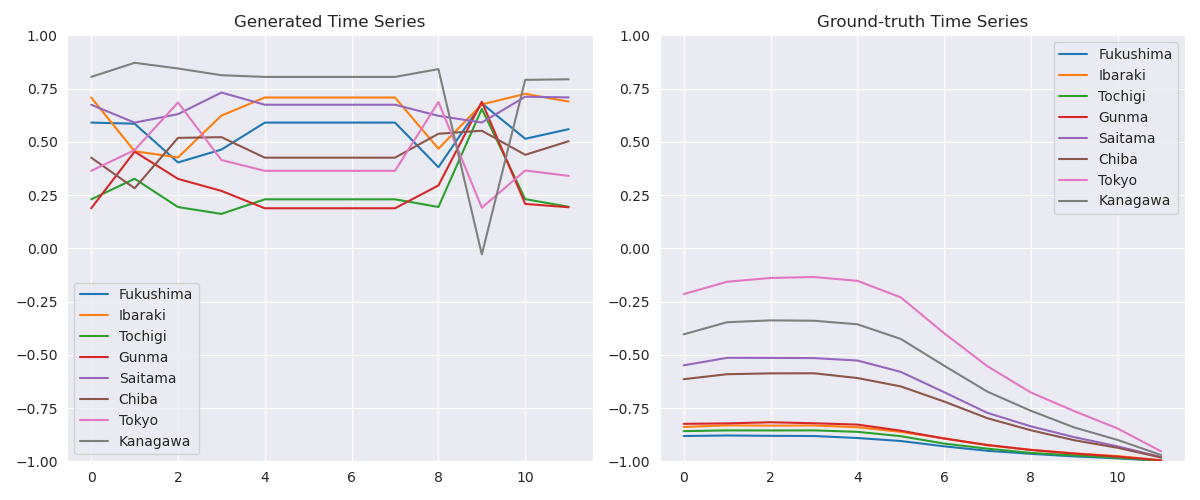 Generated Time Series
1.00
0.75
0.50
0.25
0.00
−0.25
−0.50
−0.75
−1.00
Fukushima
Ibaraki
Tochigi
Gunma
Saitama
Chiba
Tokyo
Kanagawa
0 2 4 6 8 10
Ground-truth Time Series
1.00
0.75
0.50
0.25
0.00
−0.25
−0.50
−0.75
−1.00
Fukushima
Ibaraki
Tochigi
Gunma
Saitama
Chiba
Tokyo
Kanagawa
0 2 4 6 8 10